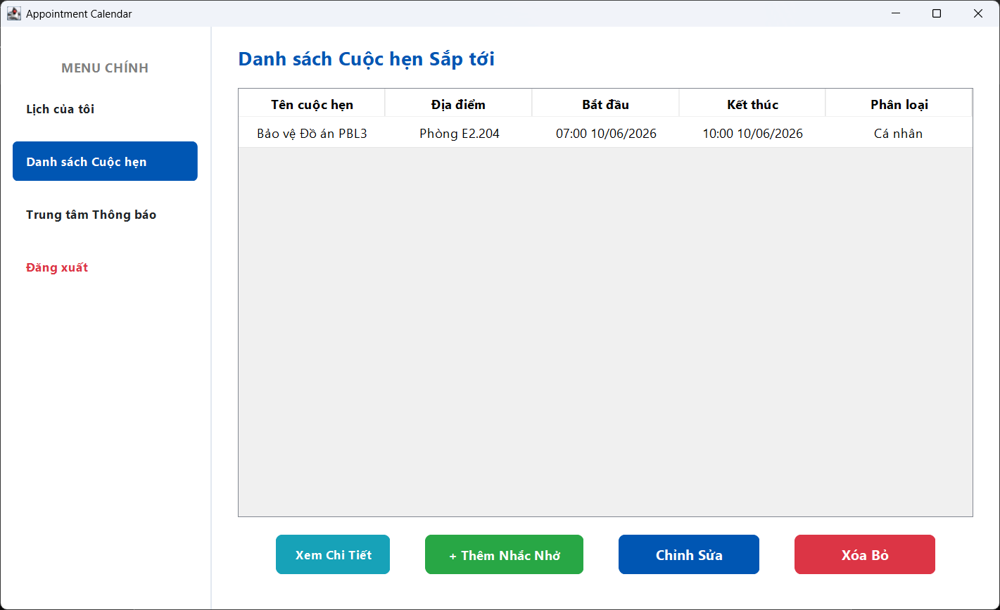 Appointment Calendar
MENU CHÍNH
Lịch của tôi
Danh sách Cuộc hẹn
Trung tâm Thông báo
Đăng xuất
Danh sách Cuộc hẹn Sắp tới
Tên cuộc hẹn Địa điểm Bắt đầu Kết thúc Phân loại
Bảo vệ Đồ án PBL3 Phòng E2.204 07:00 10/06/2026 10:00 10/06/2026 Cá nhân
Xem Chi Tiết + Thêm Nhắc Nhở Chỉnh Sửa Xóa Bỏ